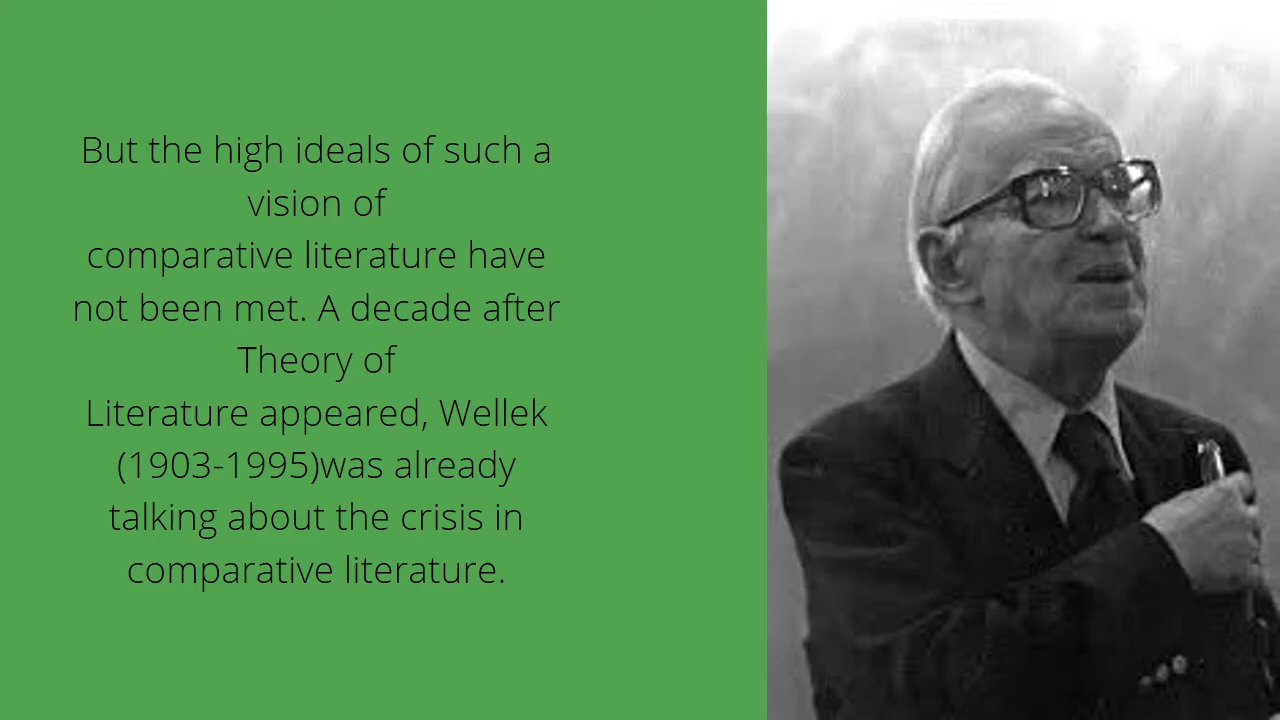 But the high ideals of such a
vision of
comparative literature have
not been met. A decade after
Theory of
Literature appeared, Wellek
(1903-1995)was already
talking about the crisis in
comparative literature.